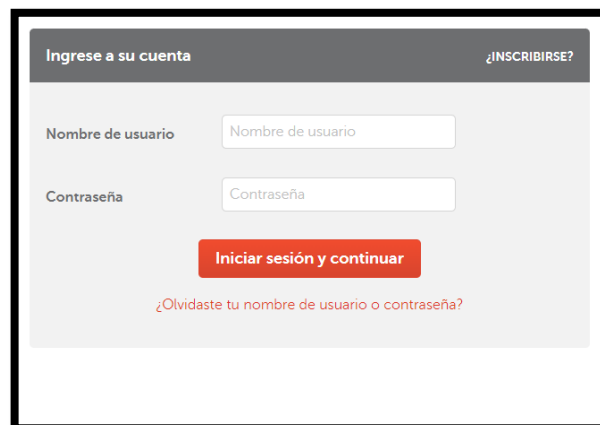 Ingrese a su cuenta ¿INSCRIBIRSE?
Nombre de usuario Nombre de usuario
Contraseña Contraseña
Iniciar sesión y continuar
¿Olvidaste tu nombre de usuario o contraseña?